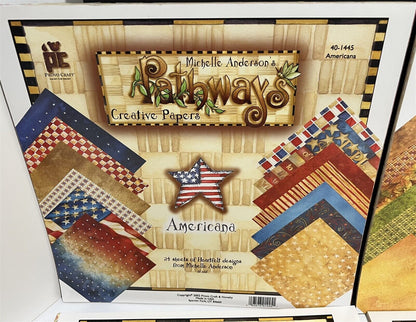 PC
PROVO CRAFT
Michelle Anderson's
Pathways
Creative Papers
40-1445
Americana
Americana
24 sheets of Heartfelt designs
from Michelle Anderson